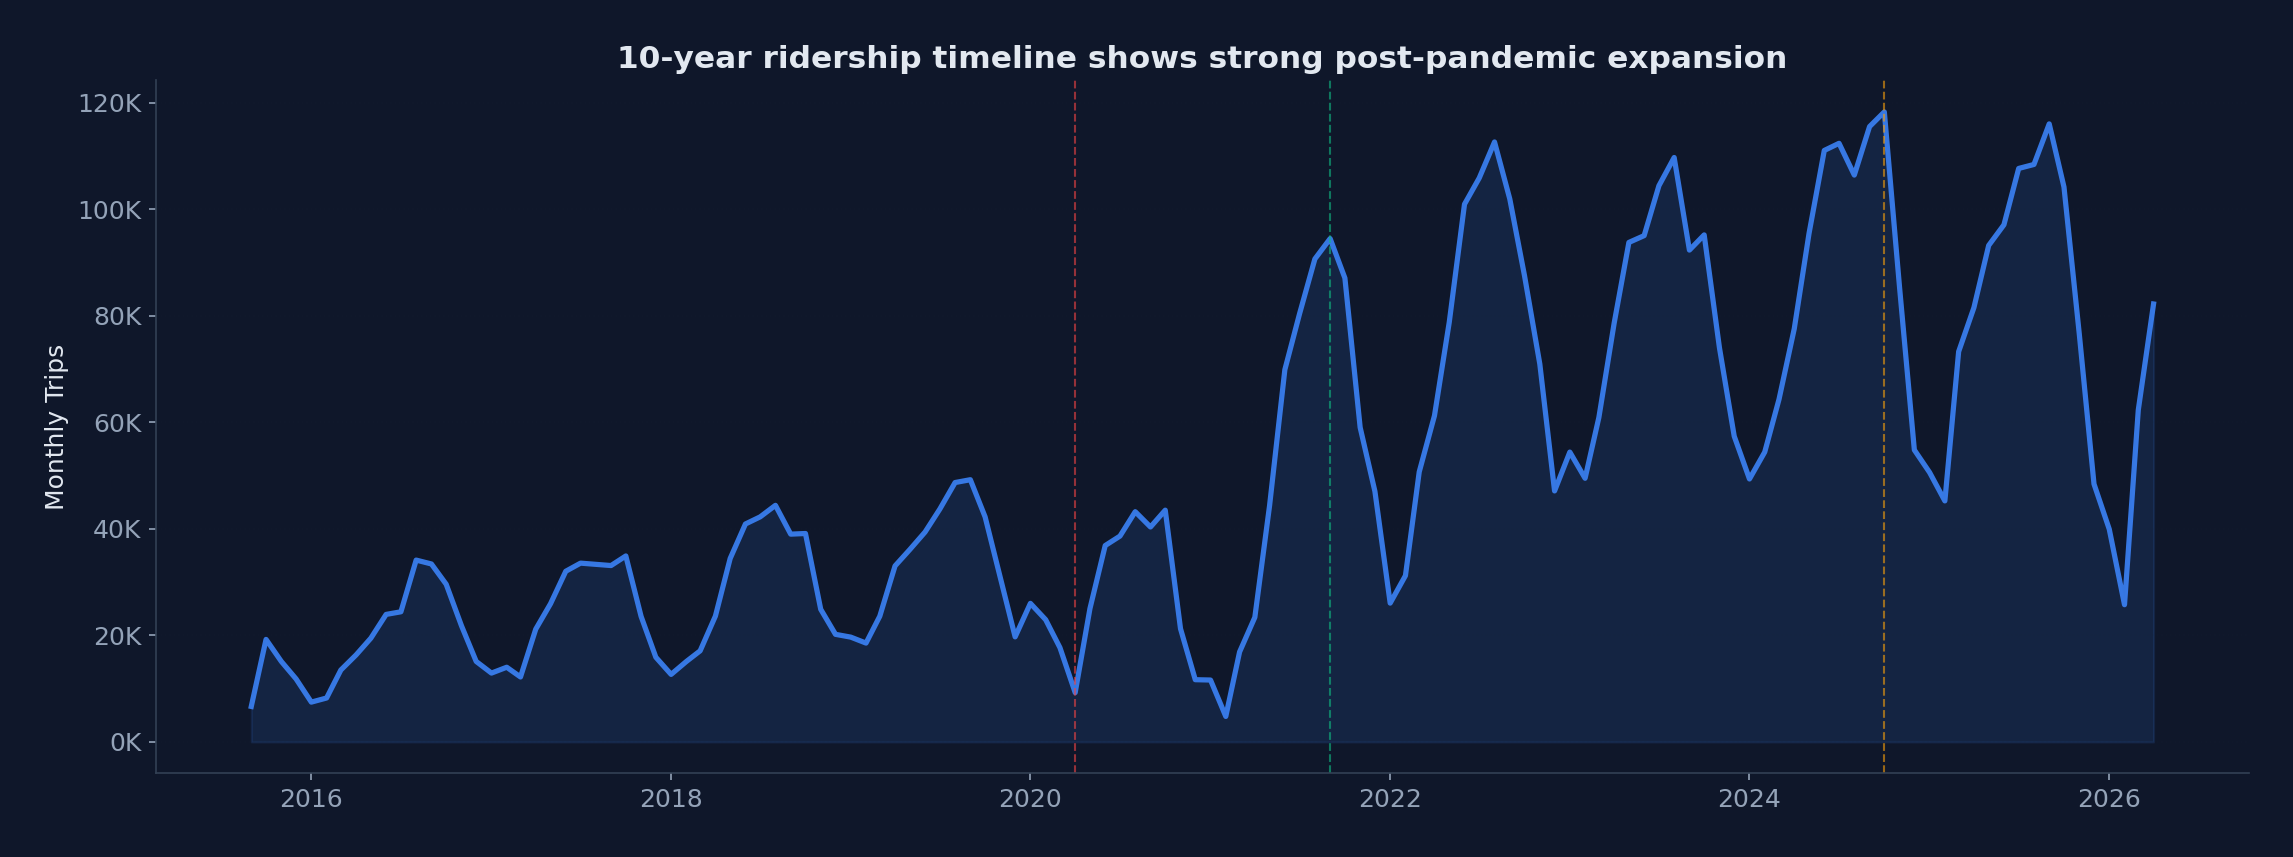 10-year ridership timeline shows strong post-pandemic expansion
Monthly Trips
120K
100K
80K
60K
40K
20K
0K
2016
2018
2020
2022
2024
2026